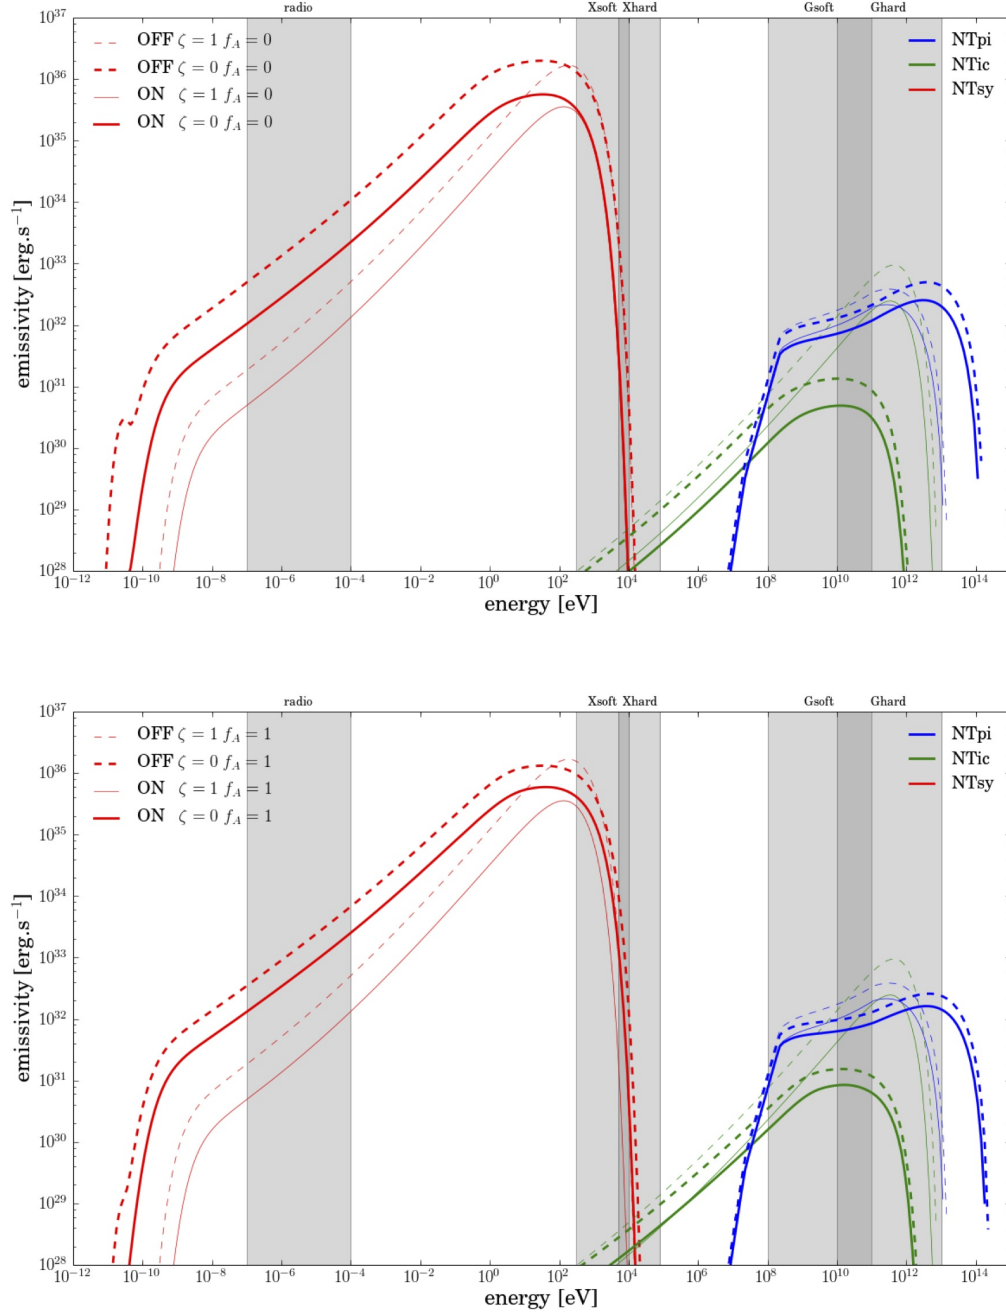 radio Xsoft Xhard Gsoft Ghard
10^37
10^36
10^35
10^34
10^33
10^32
10^31
10^30
10^29
10^28
emissivity [erg.s^−1]
OFF ζ = 1 f_A = 0
OFF ζ = 0 f_A = 0
ON ζ = 1 f_A = 0
ON ζ = 0 f_A = 0
NTpi
NTic
NTsy
10^−12 10^−10 10^−8 10^−6 10^−4 10^−2 10^0 10^2 10^4 10^6 10^8 10^10 10^12 10^14
energy [eV]
radio Xsoft Xhard Gsoft Ghard
10^37
10^36
10^35
10^34
10^33
10^32
10^31
10^30
10^29
10^28
emissivity [erg.s^−1]
OFF ζ = 1 f_A = 1
OFF ζ = 0 f_A = 1
ON ζ = 1 f_A = 1
ON ζ = 0 f_A = 1
NTpi
NTic
NTsy
10^−12 10^−10 10^−8 10^−6 10^−4 10^−2 10^0 10^2 10^4 10^6 10^8 10^10 10^12 10^14
energy [eV]